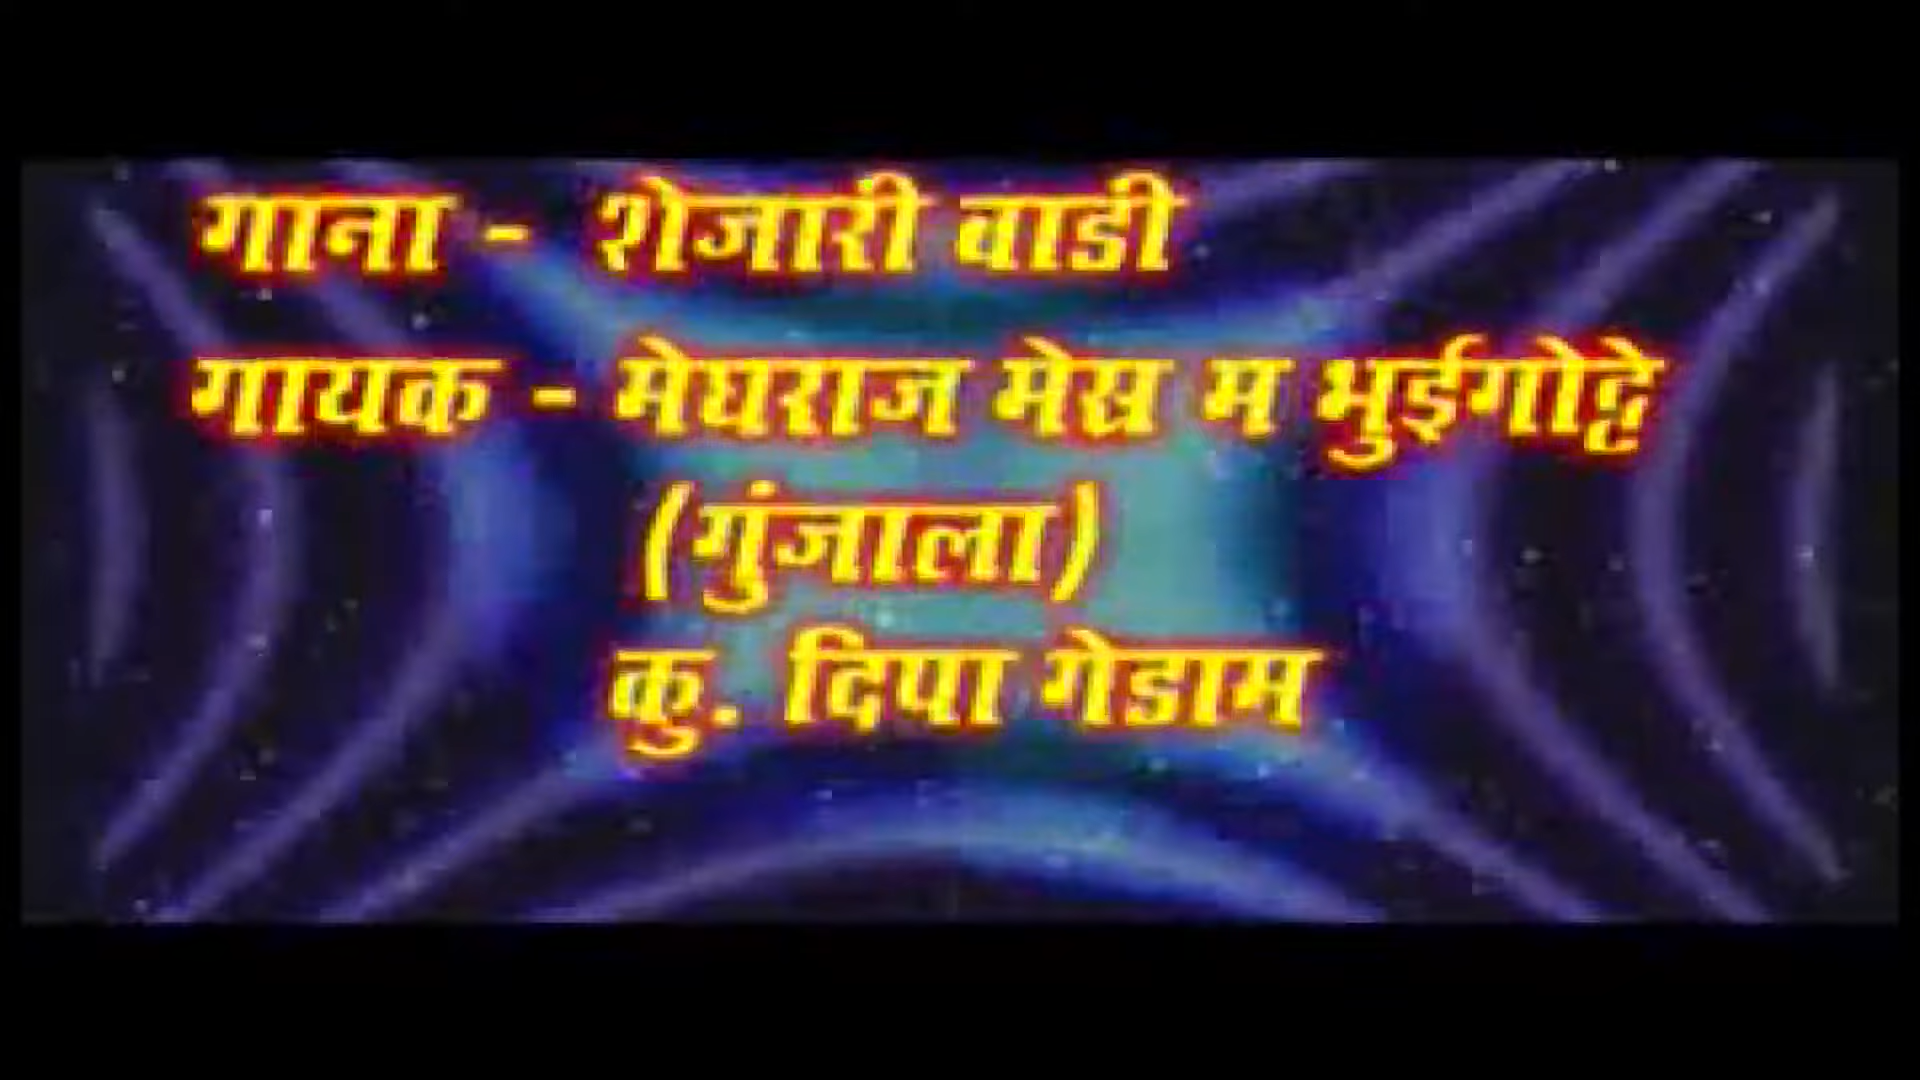 गाना - शेजारी वाडी
गायक - मेघराज मेस्र म भुईगोट्टे
(गुंजाला)
कु. दिपा गेडाम